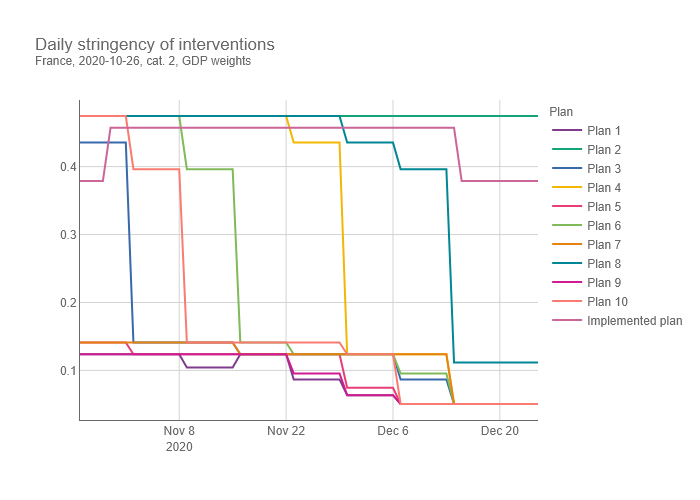 Daily stringency of interventions
France, 2020-10-26, cat. 2, GDP weights
Plan
Plan 1
Plan 2
Plan 3
Plan 4
Plan 5
Plan 6
Plan 7
Plan 8
Plan 9
Plan 10
Implemented plan
0.4
0.3
0.2
0.1
Nov 8
2020
Nov 22
Dec 6
Dec 20